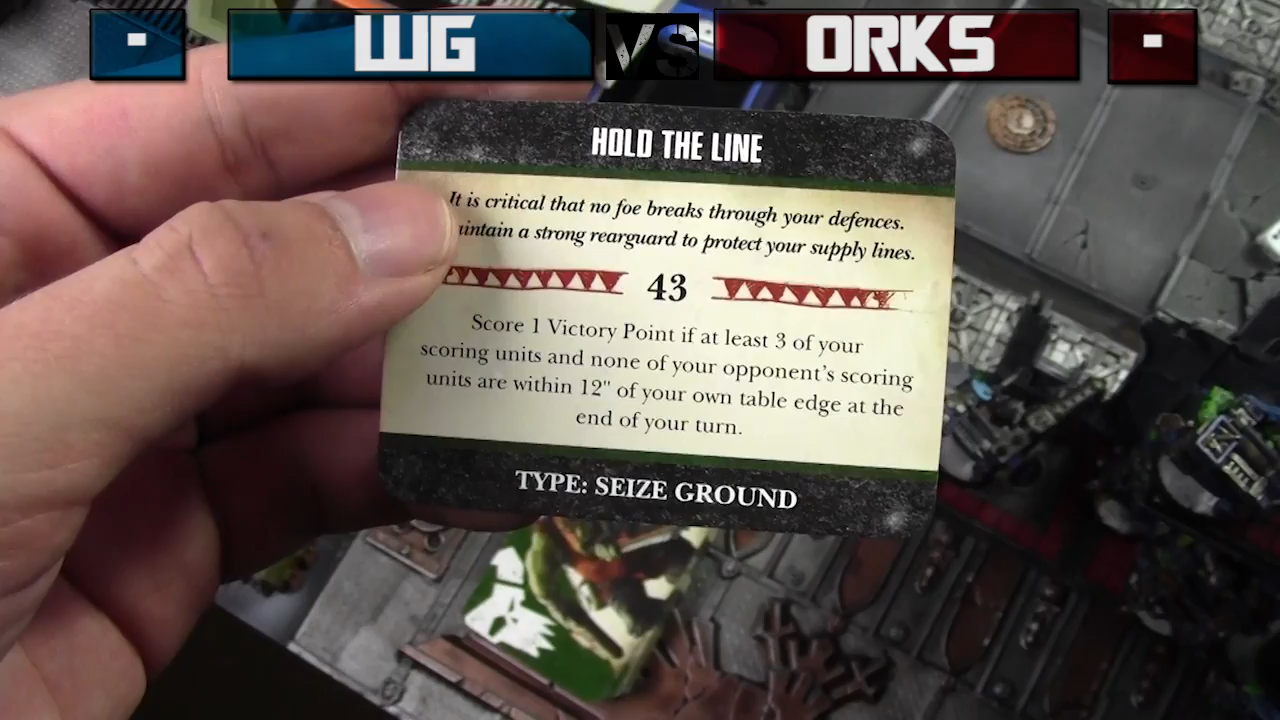 WG VS ORKS
HOLD THE LINE
It is critical that no foe breaks through your defences.
a strong rearguard to protect your supply lines.
43
Score 1 Victory Point if at least 3 of your
scoring units and none of your opponent's scoring
units are within 12" of your own table edge at the
end of your turn.
TYPE: SEIZE GROUND